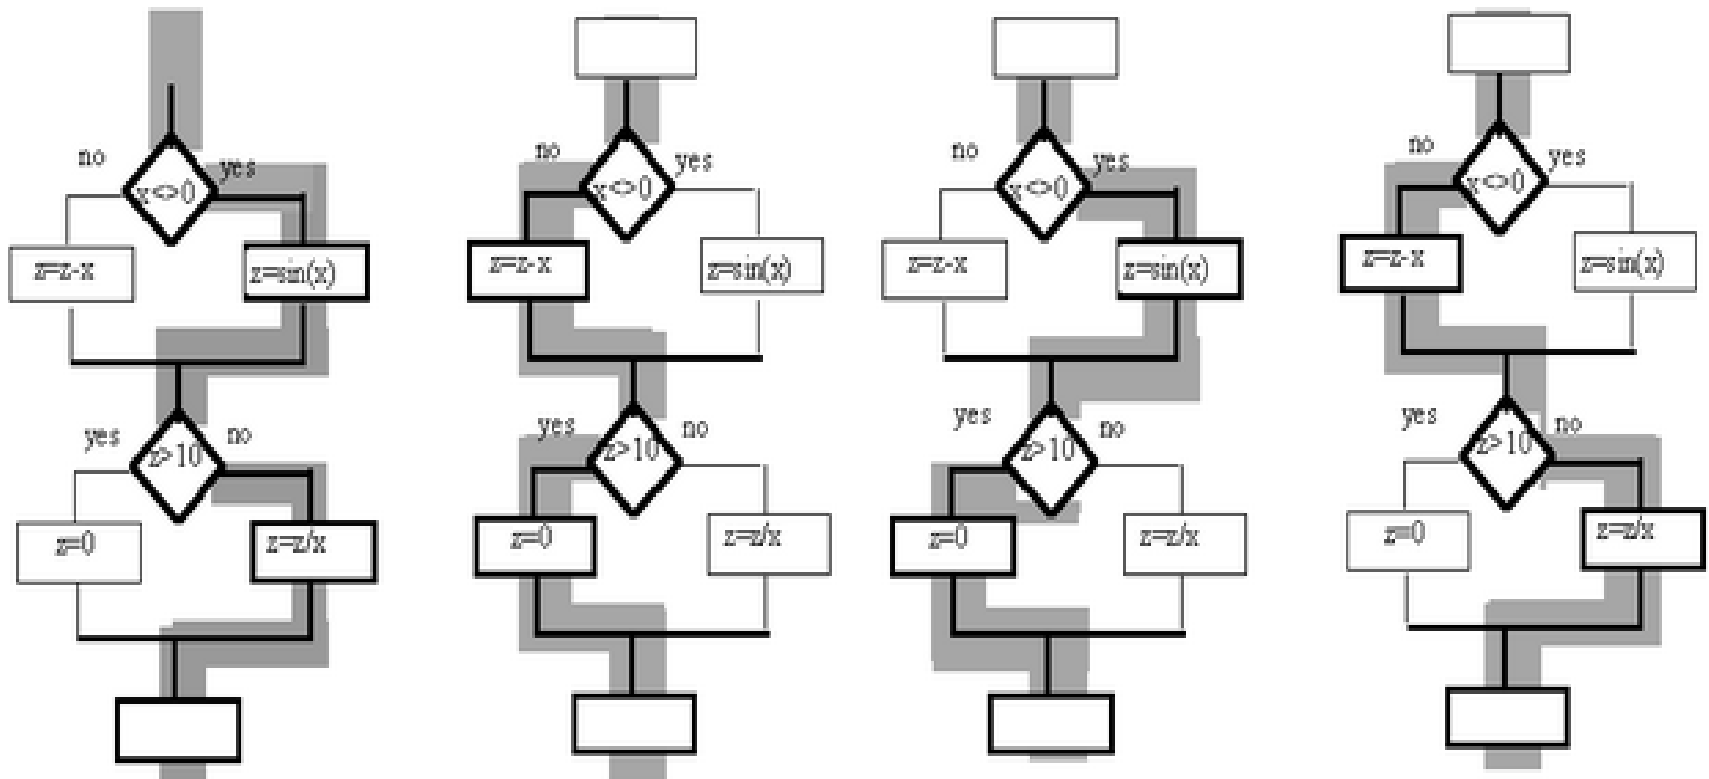 no yes
x<>0
z=z-x z=sin(x)
yes no
z>10
z=0 z=z/x
no yes
x<>0
z=z-x z=sin(x)
yes no
z>10
z=0 z=z/x
no yes
x<>0
z=z-x z=sin(x)
yes no
z>10
z=0 z=z/x
no yes
x<>0
z=z-x z=sin(x)
yes no
z>10
z=0 z=z/x